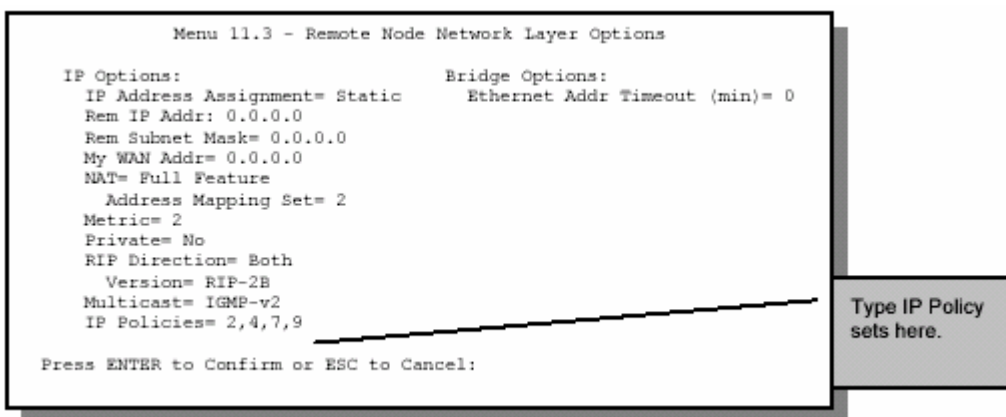 Menu 11.3 - Remote Node Network Layer Options
IP Options: Bridge Options:
IP Address Assignment= Static Ethernet Addr Timeout (min)= 0
Rem IP Addr: 0.0.0.0
Rem Subnet Mask= 0.0.0.0
My WAN Addr= 0.0.0.0
NAT= Full Feature
Address Mapping Set= 2
Metric= 2
Private= No
RIP Direction= Both
Version= RIP-2B
Multicast= IGMP-v2
IP Policies= 2,4,7,9
Press ENTER to Confirm or ESC to Cancel:
Type IP Policy
sets here.